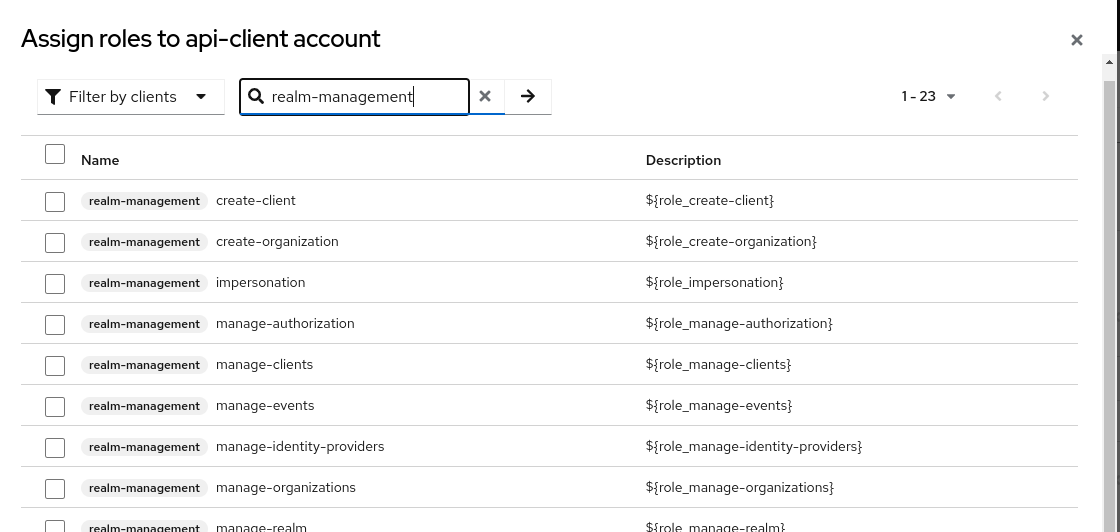 Assign roles to api-client account
Filter by clients realm-management 1 - 23
Name Description
realm-management create-client ${role_create-client}
realm-management create-organization ${role_create-organization}
realm-management impersonation ${role_impersonation}
realm-management manage-authorization ${role_manage-authorization}
realm-management manage-clients ${role_manage-clients}
realm-management manage-events ${role_manage-events}
realm-management manage-identity-providers ${role_manage-identity-providers}
realm-management manage-organizations ${role_manage-organizations}
realm-management manage-realm ${role_manage-realm}